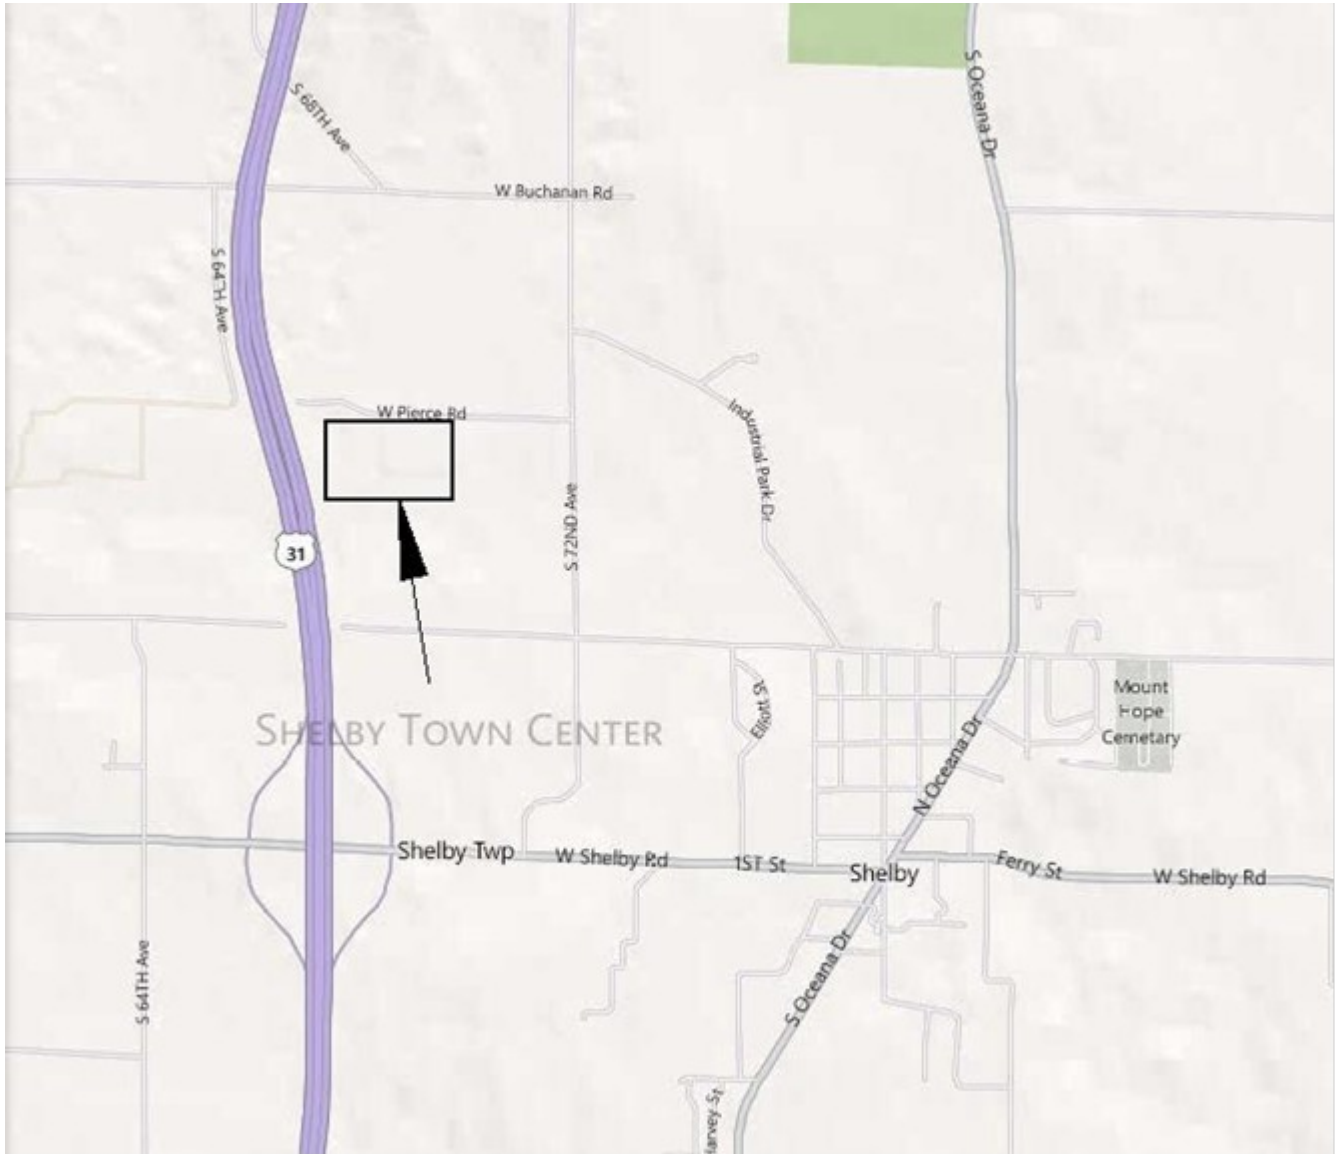 S Oceana Dr
S 68TH Ave
W Buchanan Rd
S 64TH Ave
W Pierce Rd
Industrial Park Dr
S 72ND Ave
31
Elliott St
Mount
Hope
Cemetary
SHELBY TOWN CENTER
N Oceana Dr
Shelby Twp
W Shelby Rd
1ST St
Shelby
Ferry St
W Shelby Rd
S 64TH Ave
S Oceana Dr
Harvey St